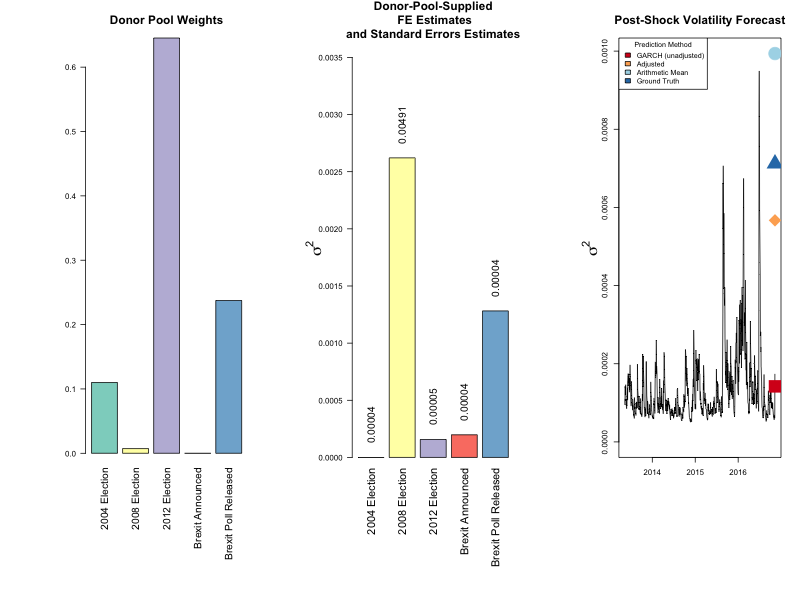 Donor Pool Weights
0.6
0.5
0.4
0.3
0.2
0.1
0.0
2004 Election
2008 Election
2012 Election
Brexit Announced
Brexit Poll Released
Donor-Pool-Supplied
FE Estimates
and Standard Errors Estimates
σ²
0.0035
0.0030
0.0025
0.0020
0.0015
0.0010
0.0005
0.0000
0.00004
0.00491
0.00005
0.00004
0.00004
2004 Election
2008 Election
2012 Election
Brexit Announced
Brexit Poll Released
Post-Shock Volatility Forecast
σ²
0.0010
0.0008
0.0006
0.0004
0.0002
0.0000
Prediction Method
GARCH (unadjusted)
Adjusted
Arithmetic Mean
Ground Truth
2014
2015
2016